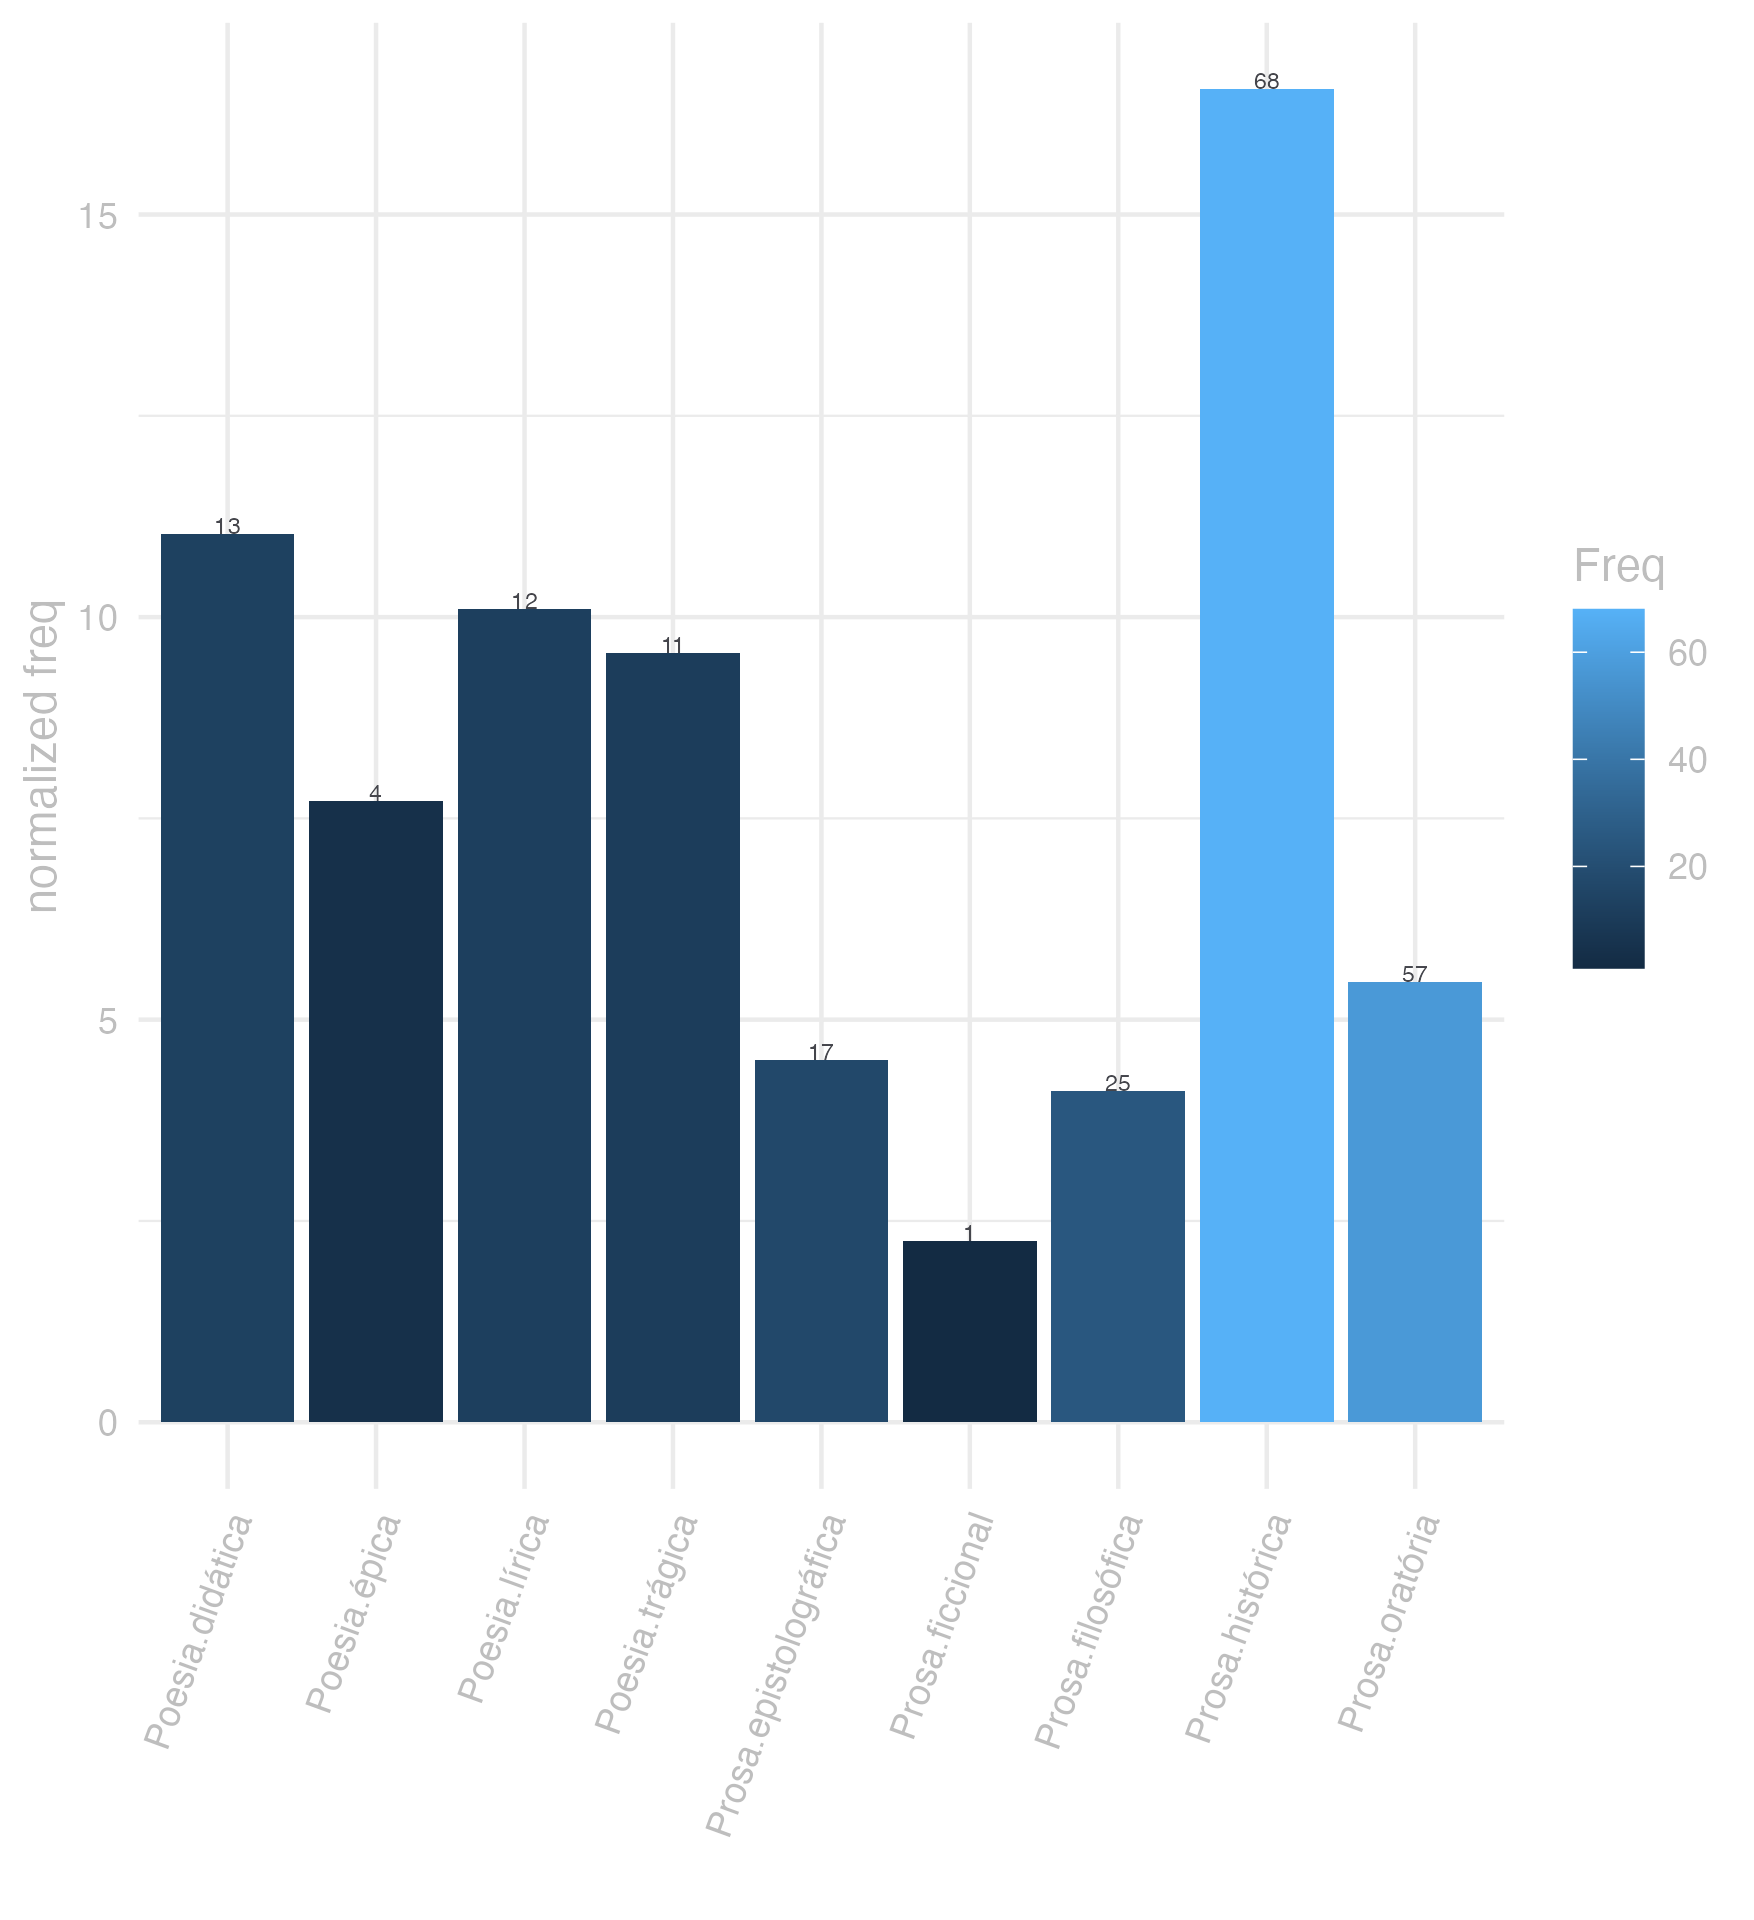 normalized freq
15
10
5
0
13
4
12
11
17
1
25
68
57
Poesia.didática
Poesia.épica
Poesia.lírica
Poesia.trágica
Prosa.epistolográfica
Prosa.ficcional
Prosa.filosófica
Prosa.histórica
Prosa.oratória
Freq
60
40
20